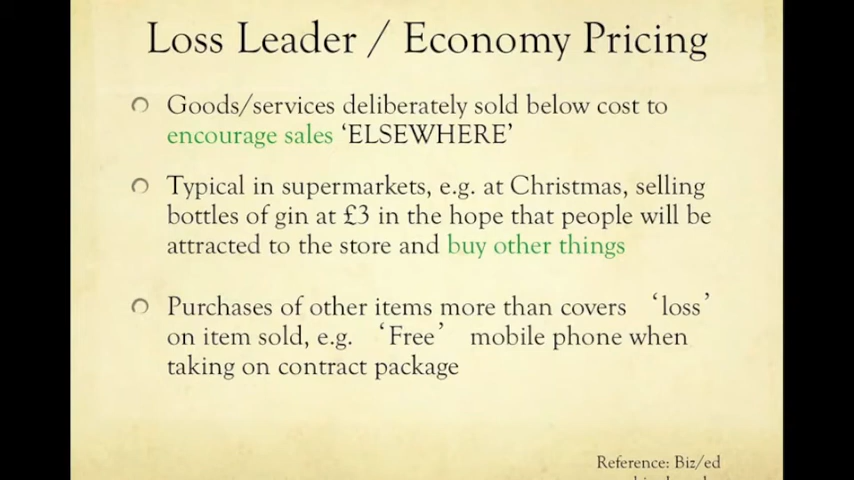 Loss Leader / Economy Pricing
Goods/services deliberately sold below cost to
encourage sales ‘ELSEWHERE’
Typical in supermarkets, e.g. at Christmas, selling
bottles of gin at £3 in the hope that people will be
attracted to the store and buy other things
Purchases of other items more than covers ‘loss’
on item sold, e.g. ‘Free’ mobile phone when
taking on contract package
Reference: Biz/ed